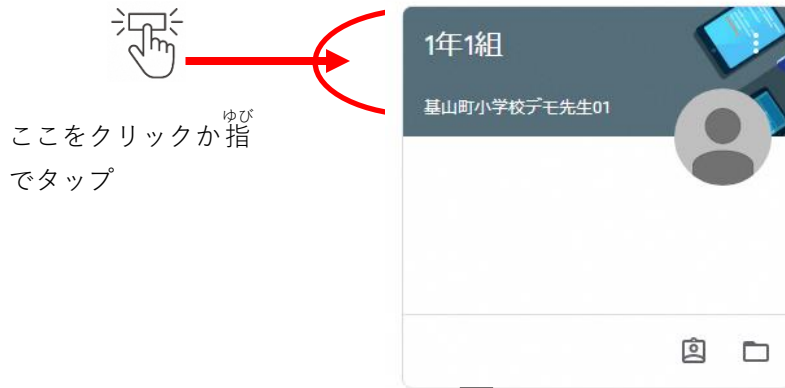 ゆび
ここをクリックか指
でタップ
1年1組
基山町小学校デモ先生01